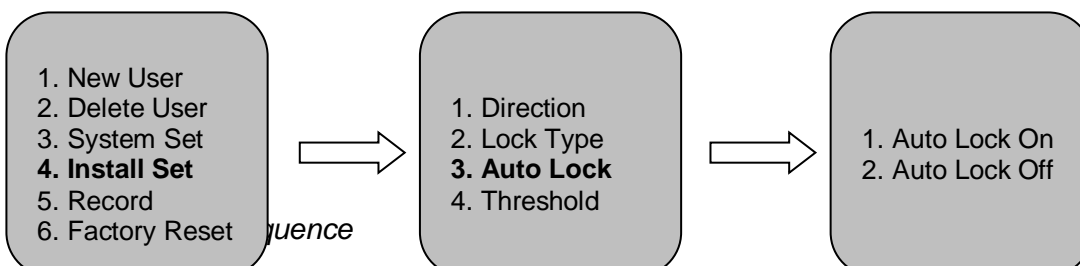 1. New User
2. Delete User
3. System Set
4. Install Set
5. Record
6. Factory Reset
1. Direction
2. Lock Type
3. Auto Lock
4. Threshold
1. Auto Lock On
2. Auto Lock Off